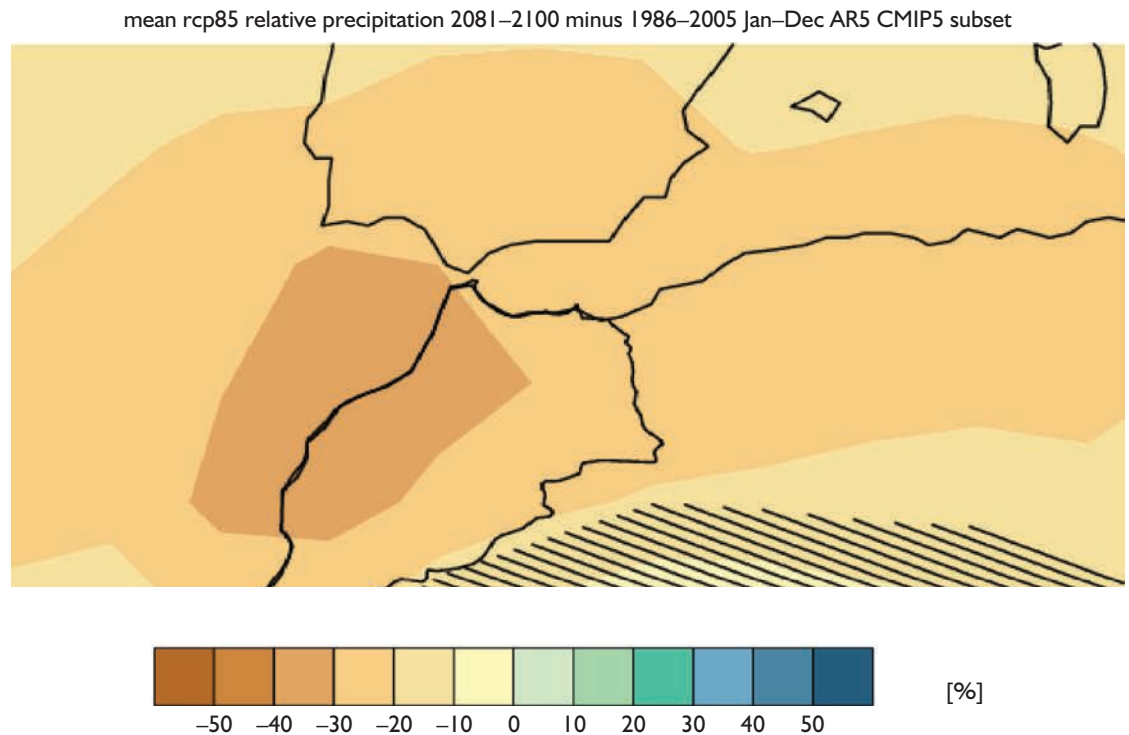 mean rcp85 relative precipitation 2081–2100 minus 1986–2005 Jan–Dec AR5 CMIP5 subset
–50 –40 –30 –20 –10 0 10 20 30 40 50 [%]